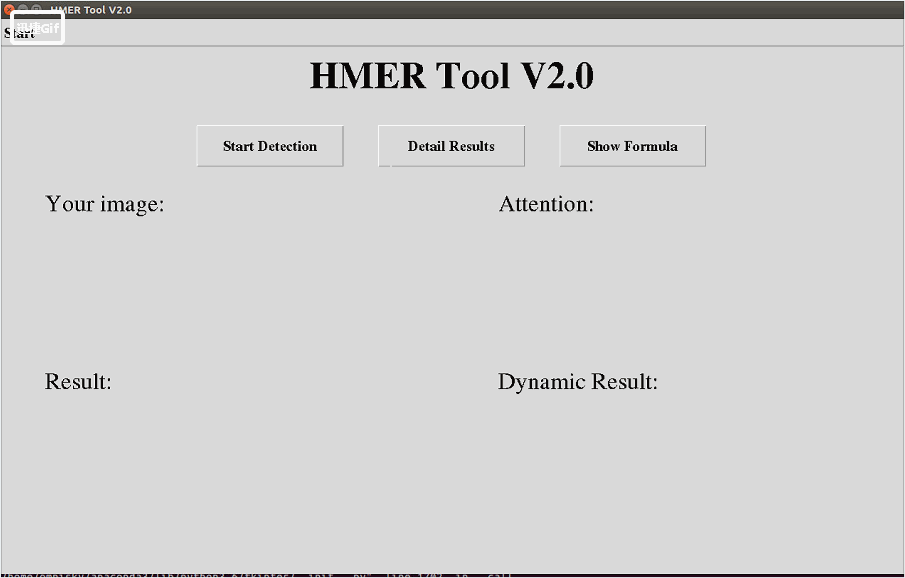 HMER Tool V2.0
Start
HMER Tool V2.0
Start Detection Detail Results Show Formula
Your image: Attention:
Result: Dynamic Result: